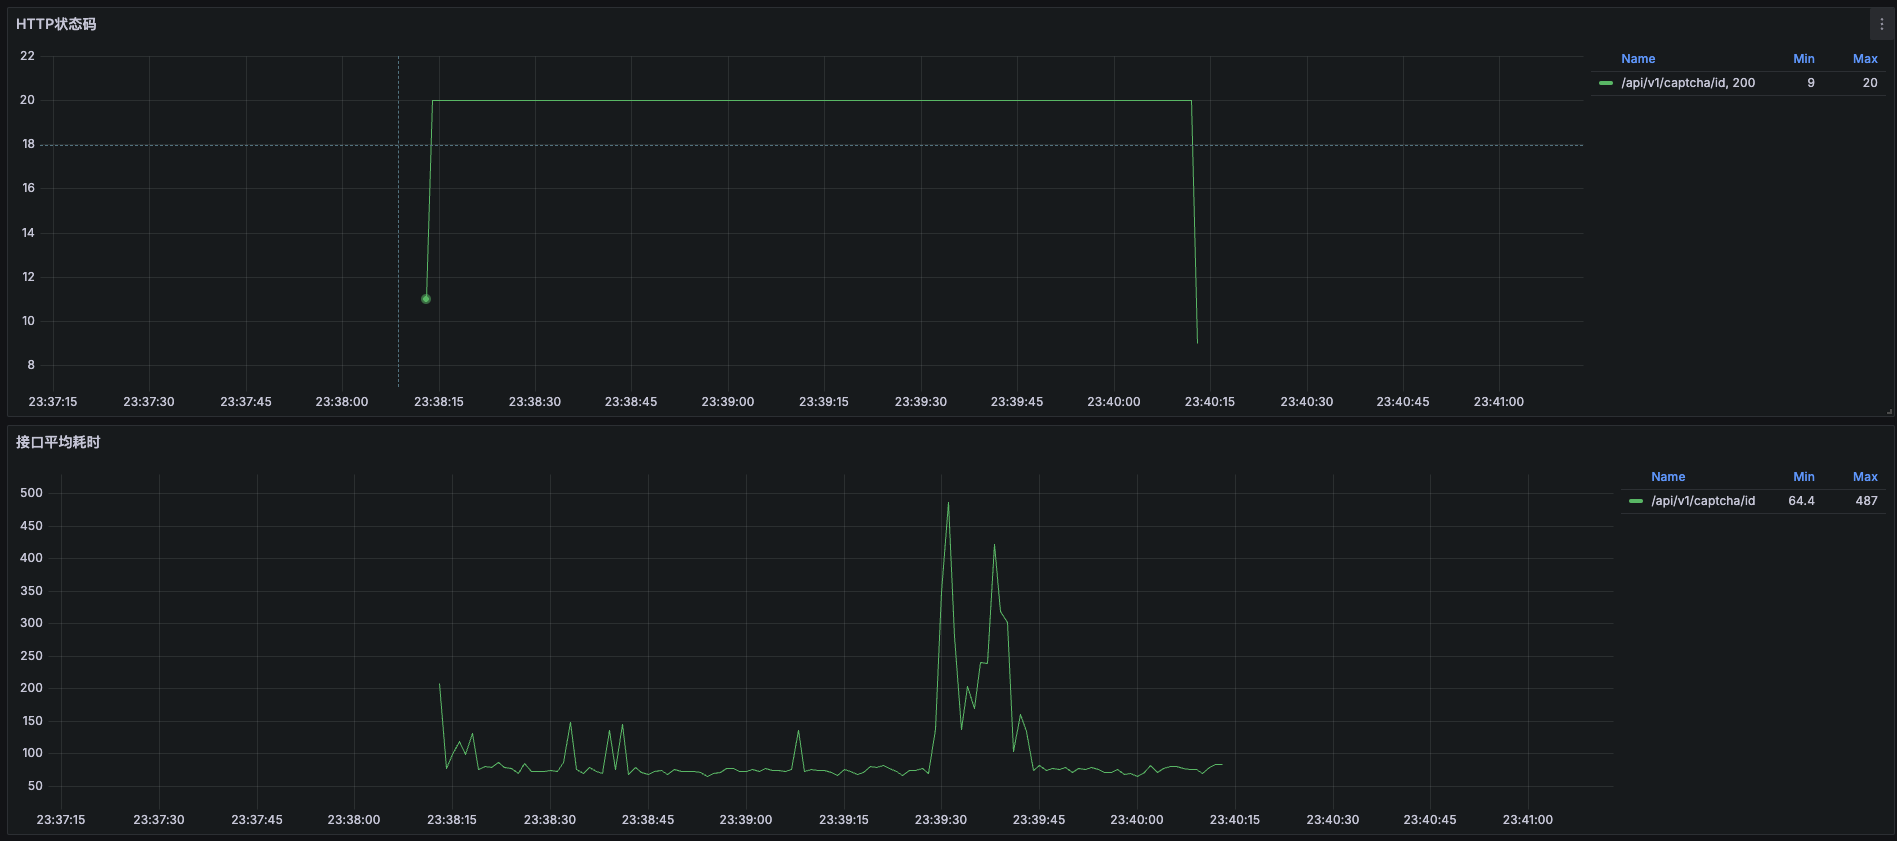 HTTP状态码
22
20
18
16
14
12
10
8
23:37:15 23:37:30 23:37:45 23:38:00 23:38:15 23:38:30 23:38:45 23:39:00 23:39:15 23:39:30 23:39:45 23:40:00 23:40:15 23:40:30 23:40:45 23:41:00
Name Min Max
/api/v1/captcha/id, 200 9 20
接口平均耗时
500
450
400
350
300
250
200
150
100
50
23:37:15 23:37:30 23:37:45 23:38:00 23:38:15 23:38:30 23:38:45 23:39:00 23:39:15 23:39:30 23:39:45 23:40:00 23:40:15 23:40:30 23:40:45 23:41:00
Name Min Max
/api/v1/captcha/id 64.4 487